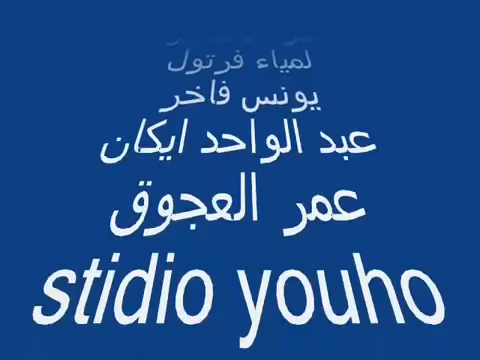 لمياء فرتول
يونس فاخر
عبد الواحد ايكان
عمر العجوق
stidio youho